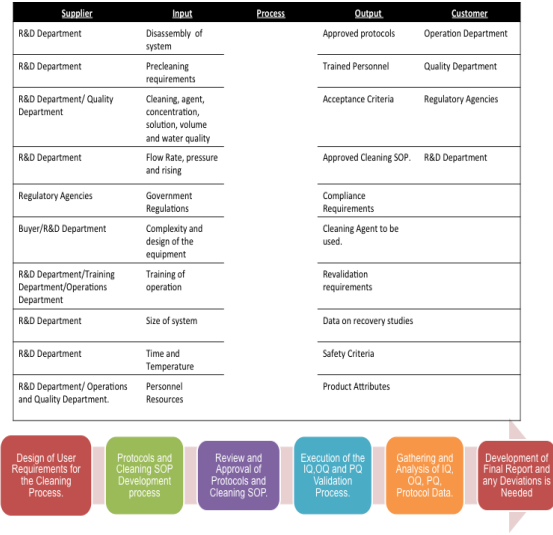 Supplier Input Process Output Customer
R&D Department Disassembly of Approved protocols Operation Department
system
R&D Department Precleaning Trained Personnel Quality Department
requirements
R&D Department/ Quality Cleaning, agent, Acceptance Criteria Regulatory Agencies
Department concentration,
solution, volume
and water quality
R&D Department Flow Rate, pressure Approved Cleaning SOP. R&D Department
and rising
Regulatory Agencies Government Compliance
Regulations Requirements
Buyer/R&D Department Complexity and Cleaning Agent to be
design of the used.
equipment
R&D Department/Training Training of Revalidation
Department/Operations operation requirements
Department
R&D Department Size of system Data on recovery studies
R&D Department Time and Safety Criteria
Temperature
R&D Department/ Operations Personnel Product Attributes
and Quality Department. Resources
Design of User
Requirements for
the Cleaning
Process.
Protocols and
Cleaning SOP
Development
process
Review and
Approval of
Protocols and
Cleaning SOP.
Execution of the
IQ,OQ and PQ
Validation
Process.
Gathering and
Analysis of IQ,
OQ, PQ,
Protocol Data.
Development of
Final Report and
any Deviations is
Needed